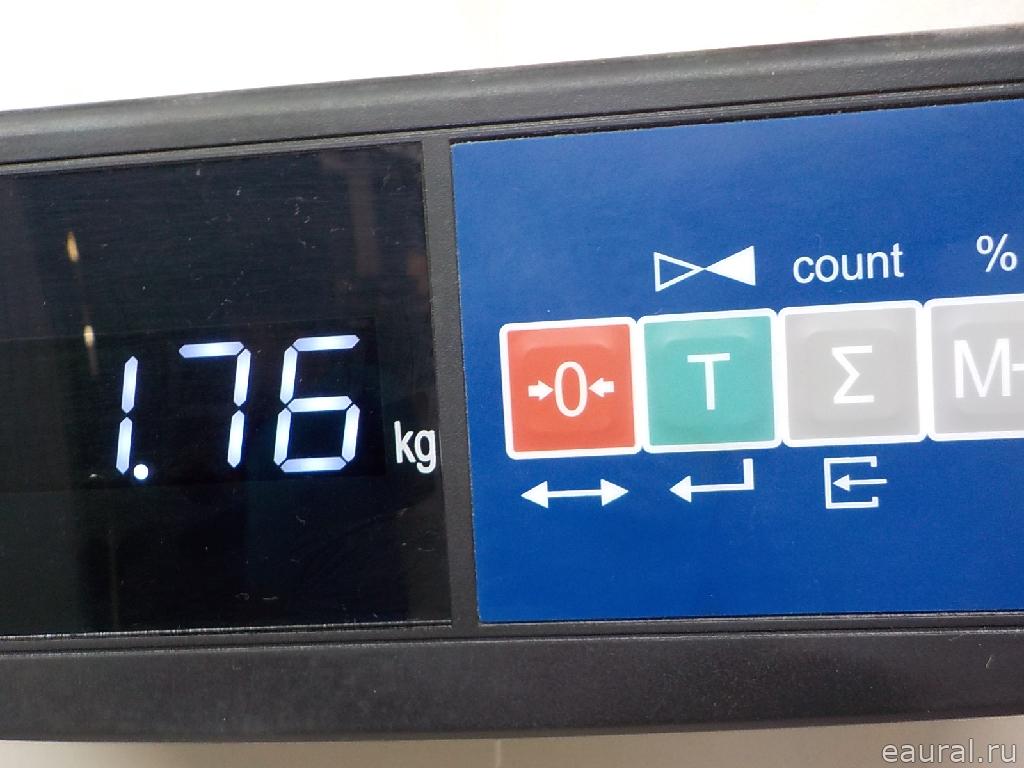 1.76 kg
count %
→0← T Σ M
eaural.ru